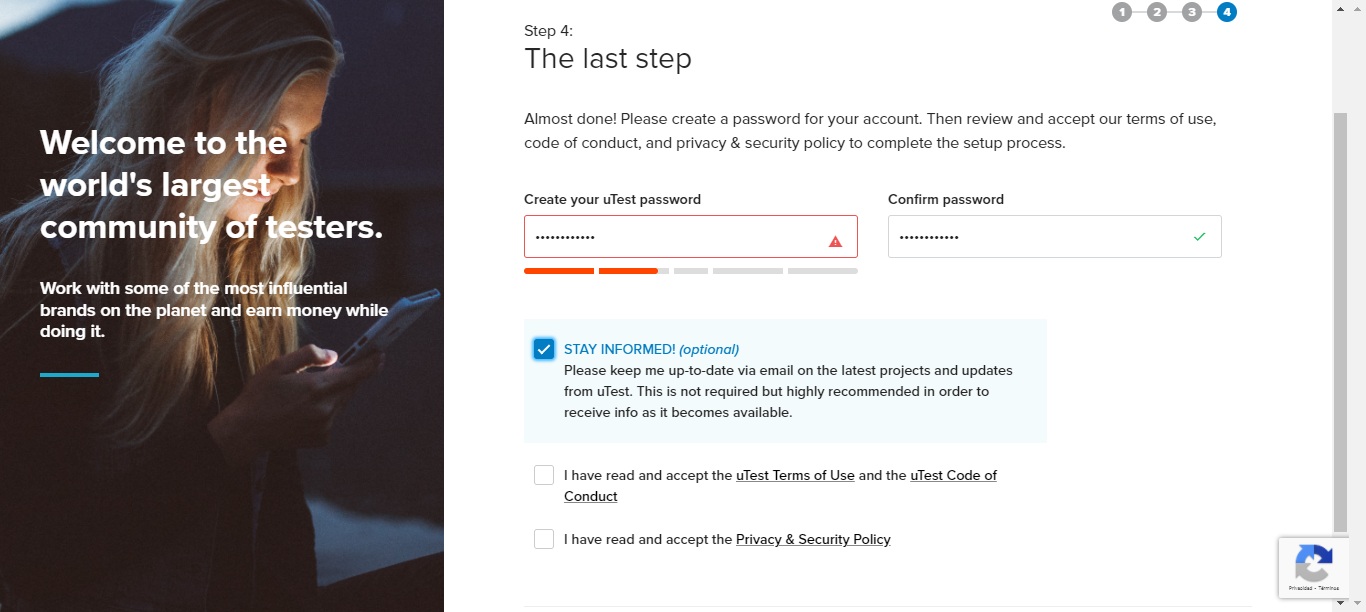 Welcome to the
world's largest
community of testers.
Work with some of the most influential
brands on the planet and earn money while
doing it.
1 2 3 4
Step 4:
The last step
Almost done! Please create a password for your account. Then review and accept our terms of use,
code of conduct, and privacy & security policy to complete the setup process.
Create your uTest password
Confirm password
••••••••••••
••••••••••••
STAY INFORMED! (optional)
Please keep me up-to-date via email on the latest projects and updates
from uTest. This is not required but highly recommended in order to
receive info as it becomes available.
I have read and accept the uTest Terms of Use and the uTest Code of
Conduct
I have read and accept the Privacy & Security Policy
Privacidad - Términos